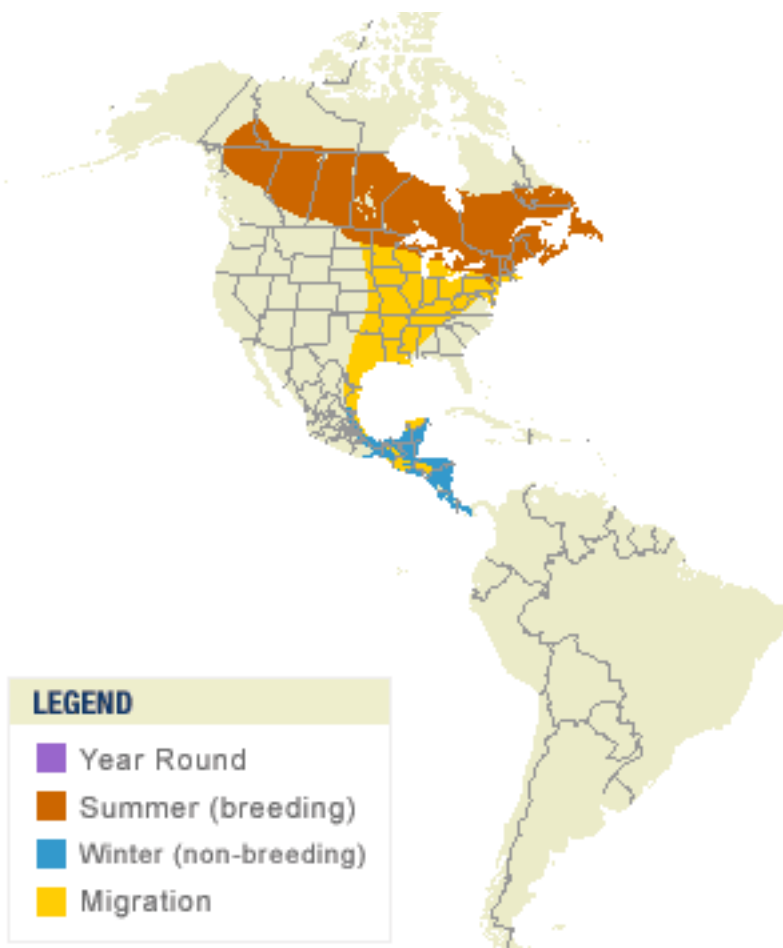 LEGEND
Year Round
Summer (breeding)
Winter (non-breeding)
Migration